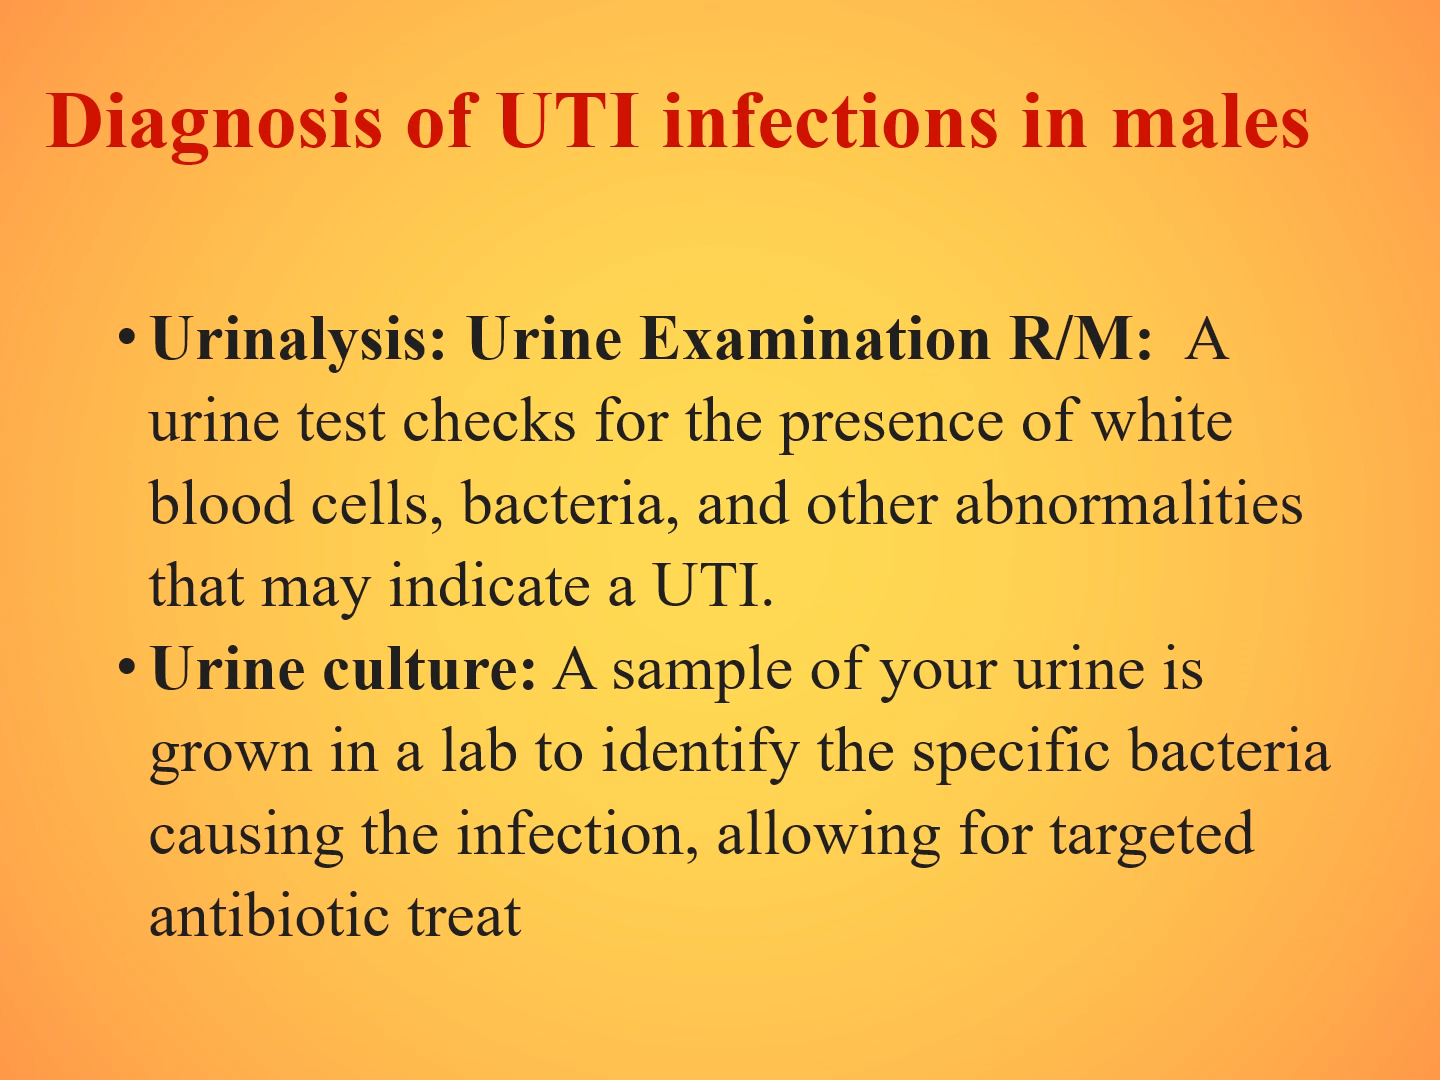 Diagnosis of UTI infections in males
• Urinalysis: Urine Examination R/M: A
urine test checks for the presence of white
blood cells, bacteria, and other abnormalities
that may indicate a UTI.
• Urine culture: A sample of your urine is
grown in a lab to identify the specific bacteria
causing the infection, allowing for targeted
antibiotic treat